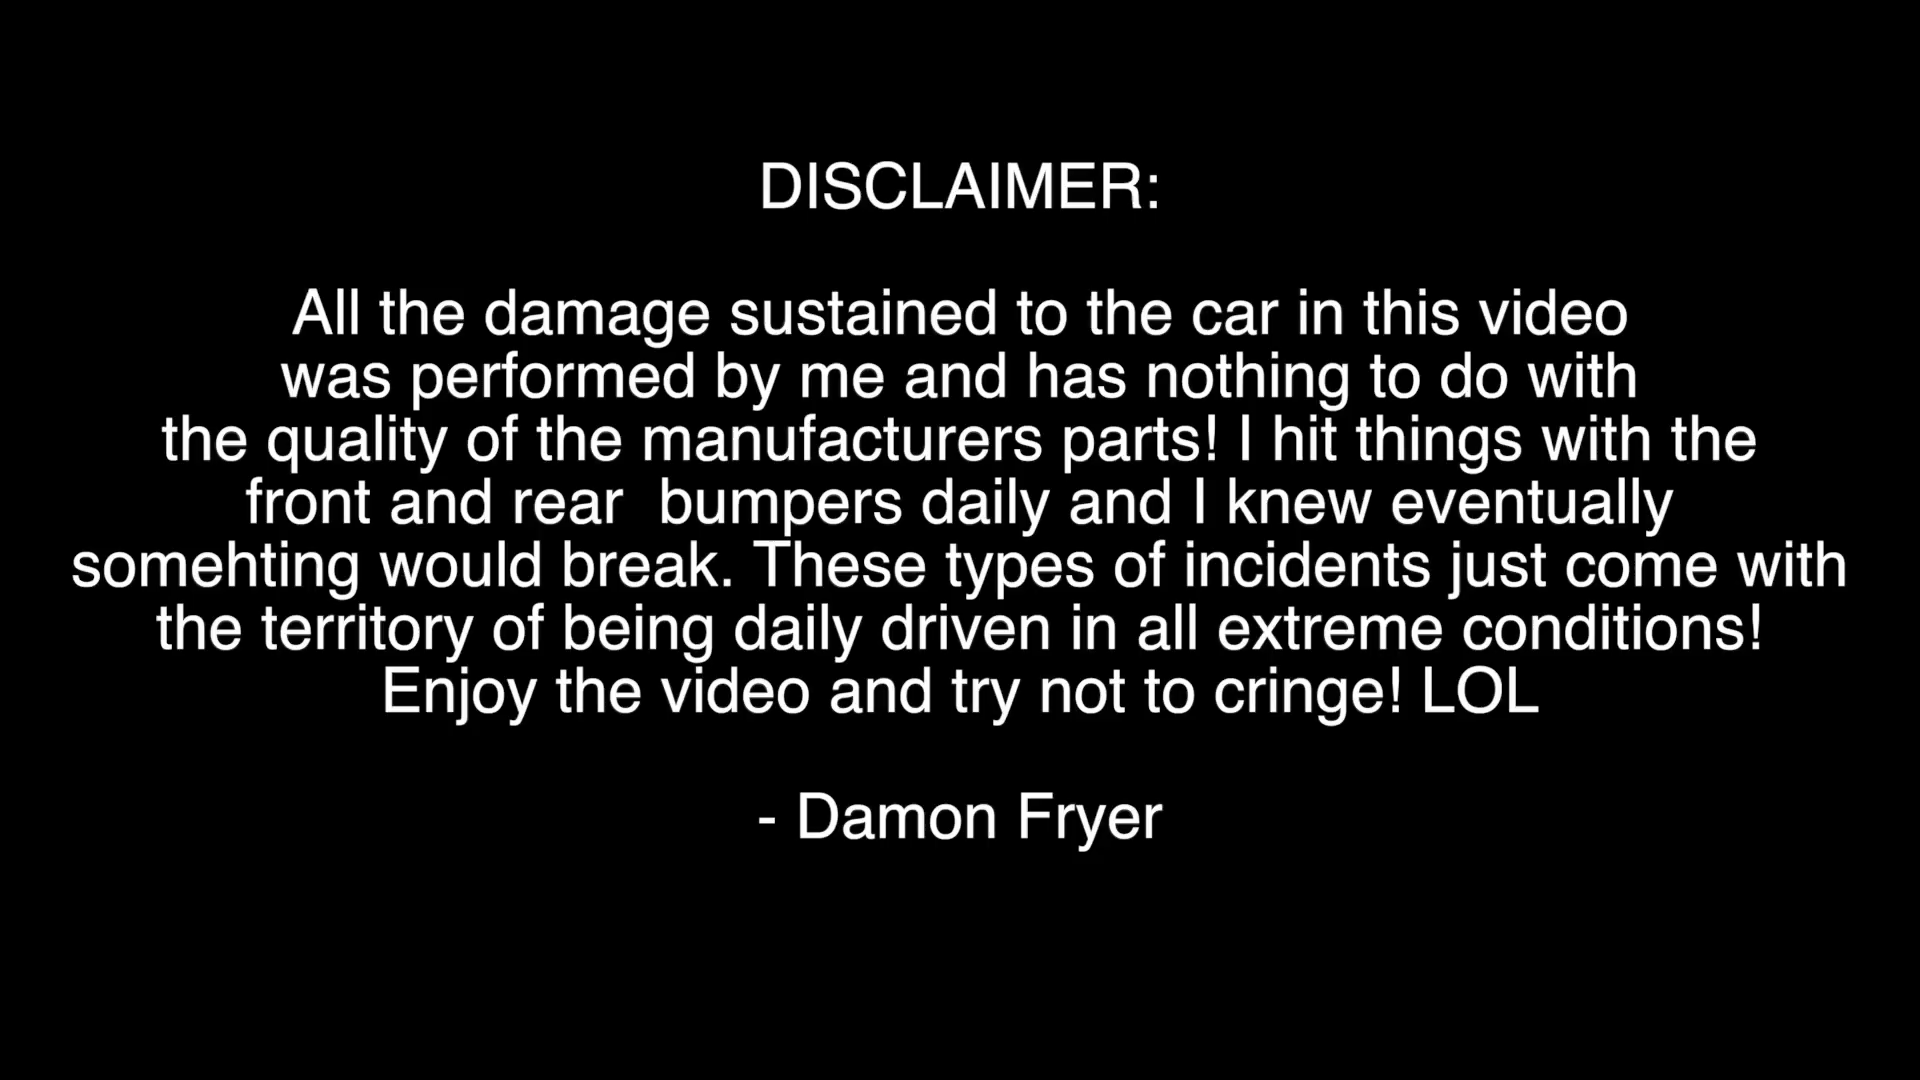 DISCLAIMER:
All the damage sustained to the car in this video
was performed by me and has nothing to do with
the quality of the manufacturers parts! I hit things with the
front and rear  bumpers daily and I knew eventually
somehting would break. These types of incidents just come with
the territory of being daily driven in all extreme conditions!
Enjoy the video and try not to cringe! LOL
- Damon Fryer